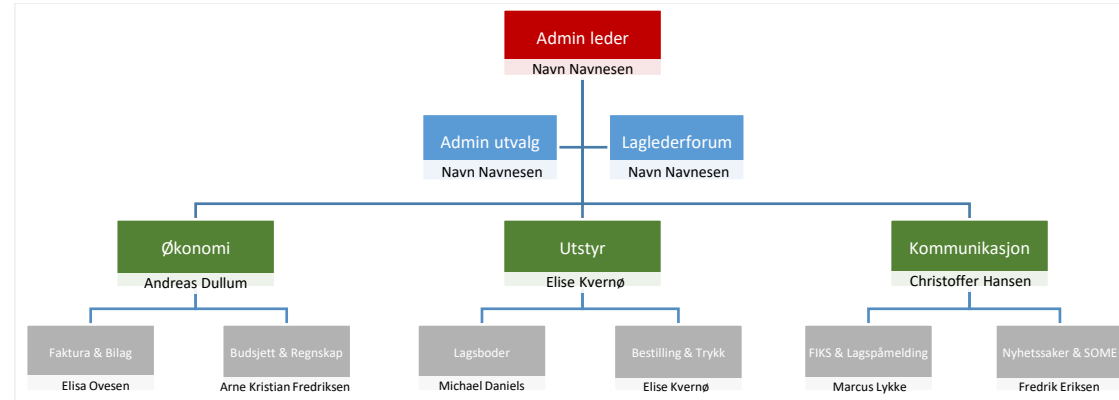 Admin leder
Navn Navnesen
Admin utvalg
Laglederforum
Navn Navnesen
Navn Navnesen
Økonomi
Utstyr
Kommunikasjon
Andreas Dullum
Elise Kvernø
Christoffer Hansen
Faktura & Bilag
Budsjett & Regnskap
Lagsboder
Bestilling & Trykk
FIKS & Lagspåmelding
Nyhetssaker & SOME
Elisa Ovesen
Arne Kristian Fredriksen
Michael Daniels
Elise Kvernø
Marcus Lykke
Fredrik Eriksen